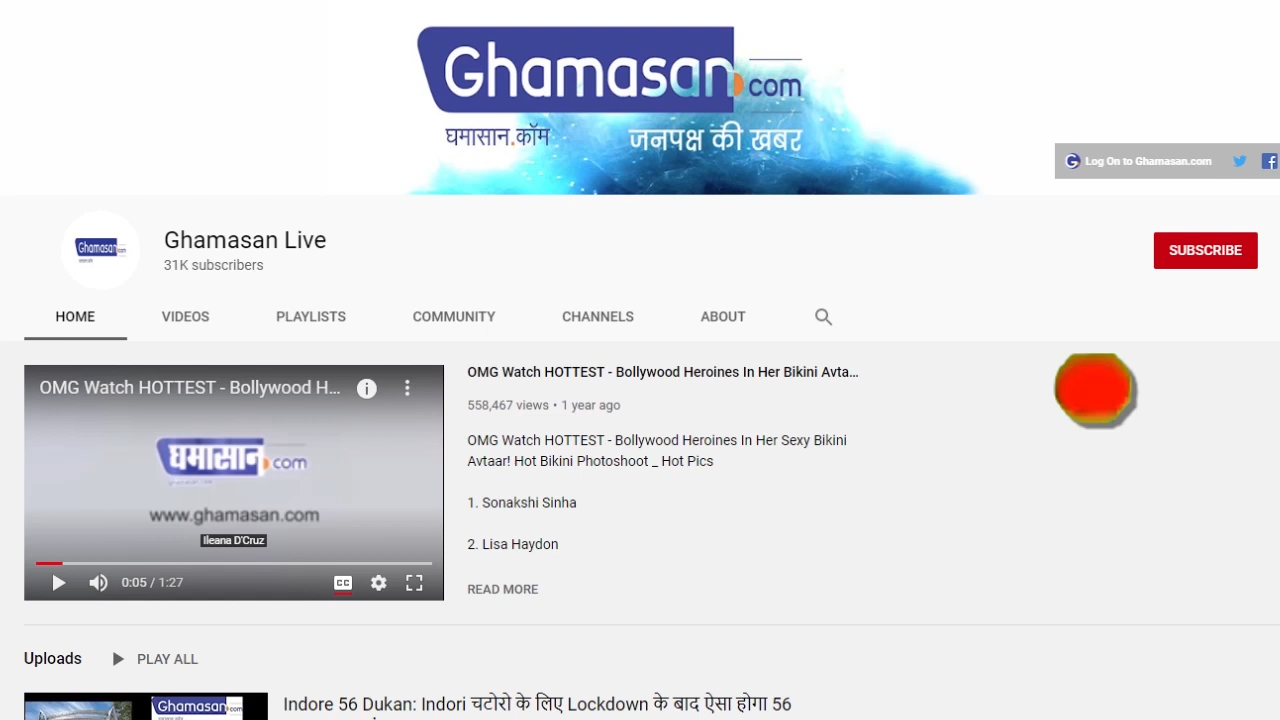 Ghamasan.com
घमासान.कॉम जनपक्ष की खबर
Log On to Ghamasan.com
Ghamasan.com
Ghamasan Live
31K subscribers
SUBSCRIBE
HOME VIDEOS PLAYLISTS COMMUNITY CHANNELS ABOUT
OMG Watch HOTTEST - Bollywood H...
घमासान.com
www.ghamasan.com
Ileana D'Cruz
0:05 / 1:27
CC
OMG Watch HOTTEST - Bollywood Heroines In Her Bikini Avta...
558,467 views • 1 year ago
OMG Watch HOTTEST - Bollywood Heroines In Her Sexy Bikini
Avtaar! Hot Bikini Photoshoot _ Hot Pics
1. Sonakshi Sinha
2. Lisa Haydon
READ MORE
Uploads PLAY ALL
Ghamasan.com
Indore 56 Dukan: Indori चटोरो के लिए Lockdown के बाद ऐसा होगा 56